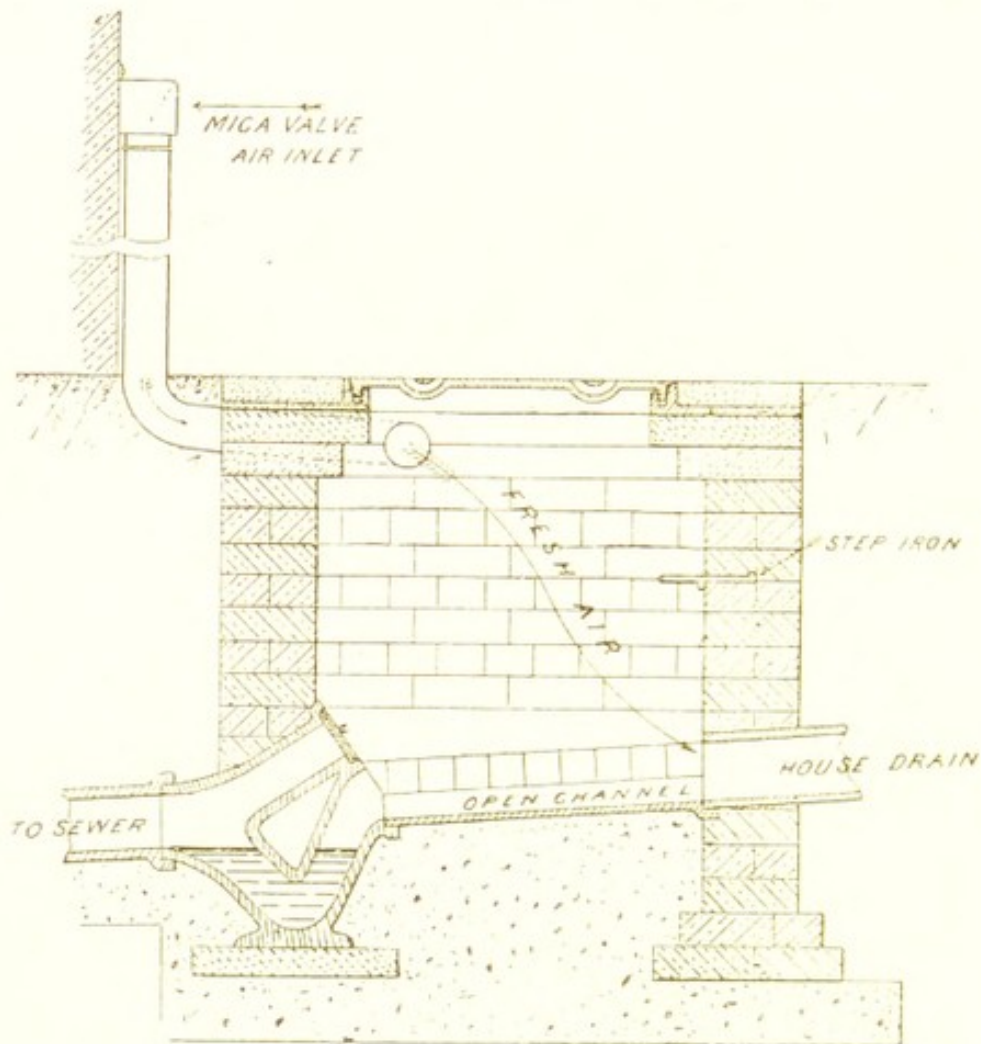 MICA VALVE
AIR INLET
FRESH AIR
STEP IRON
HOUSE DRAIN
OPEN CHANNEL
TO SEWER